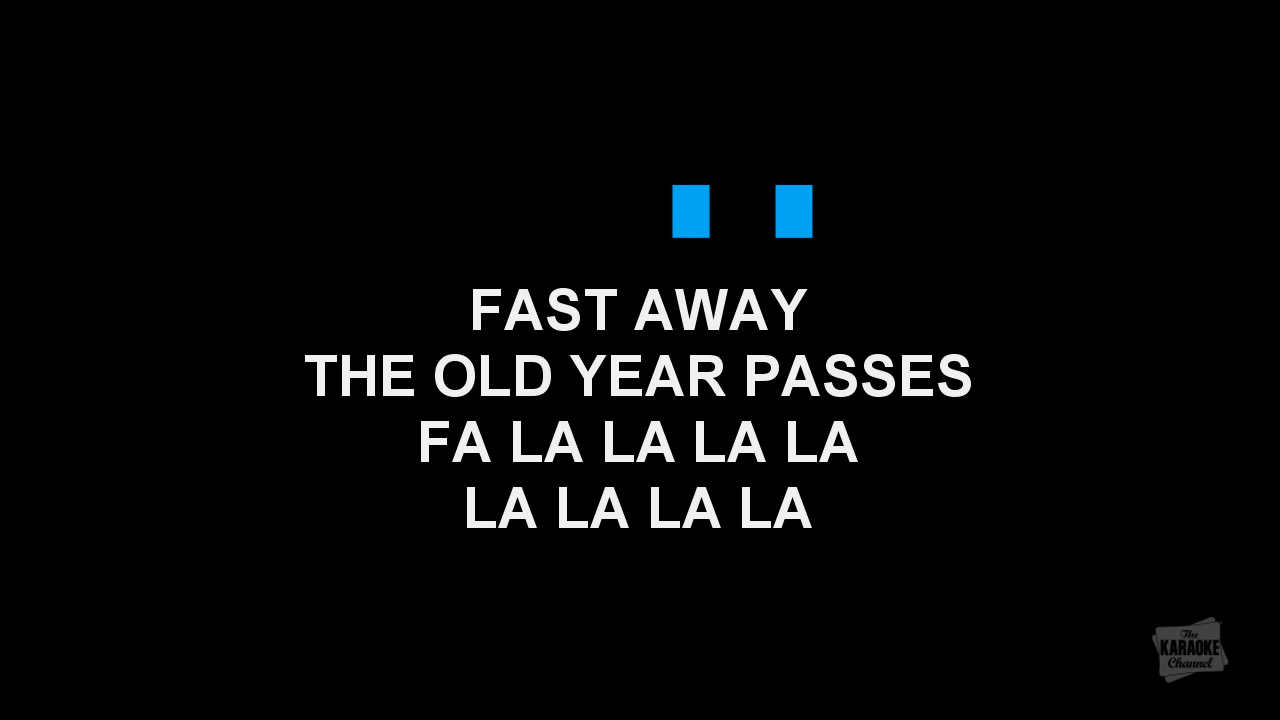 FAST AWAY
THE OLD YEAR PASSES
FA LA LA LA LA
LA LA LA LA
The
KARAOKE
Channel